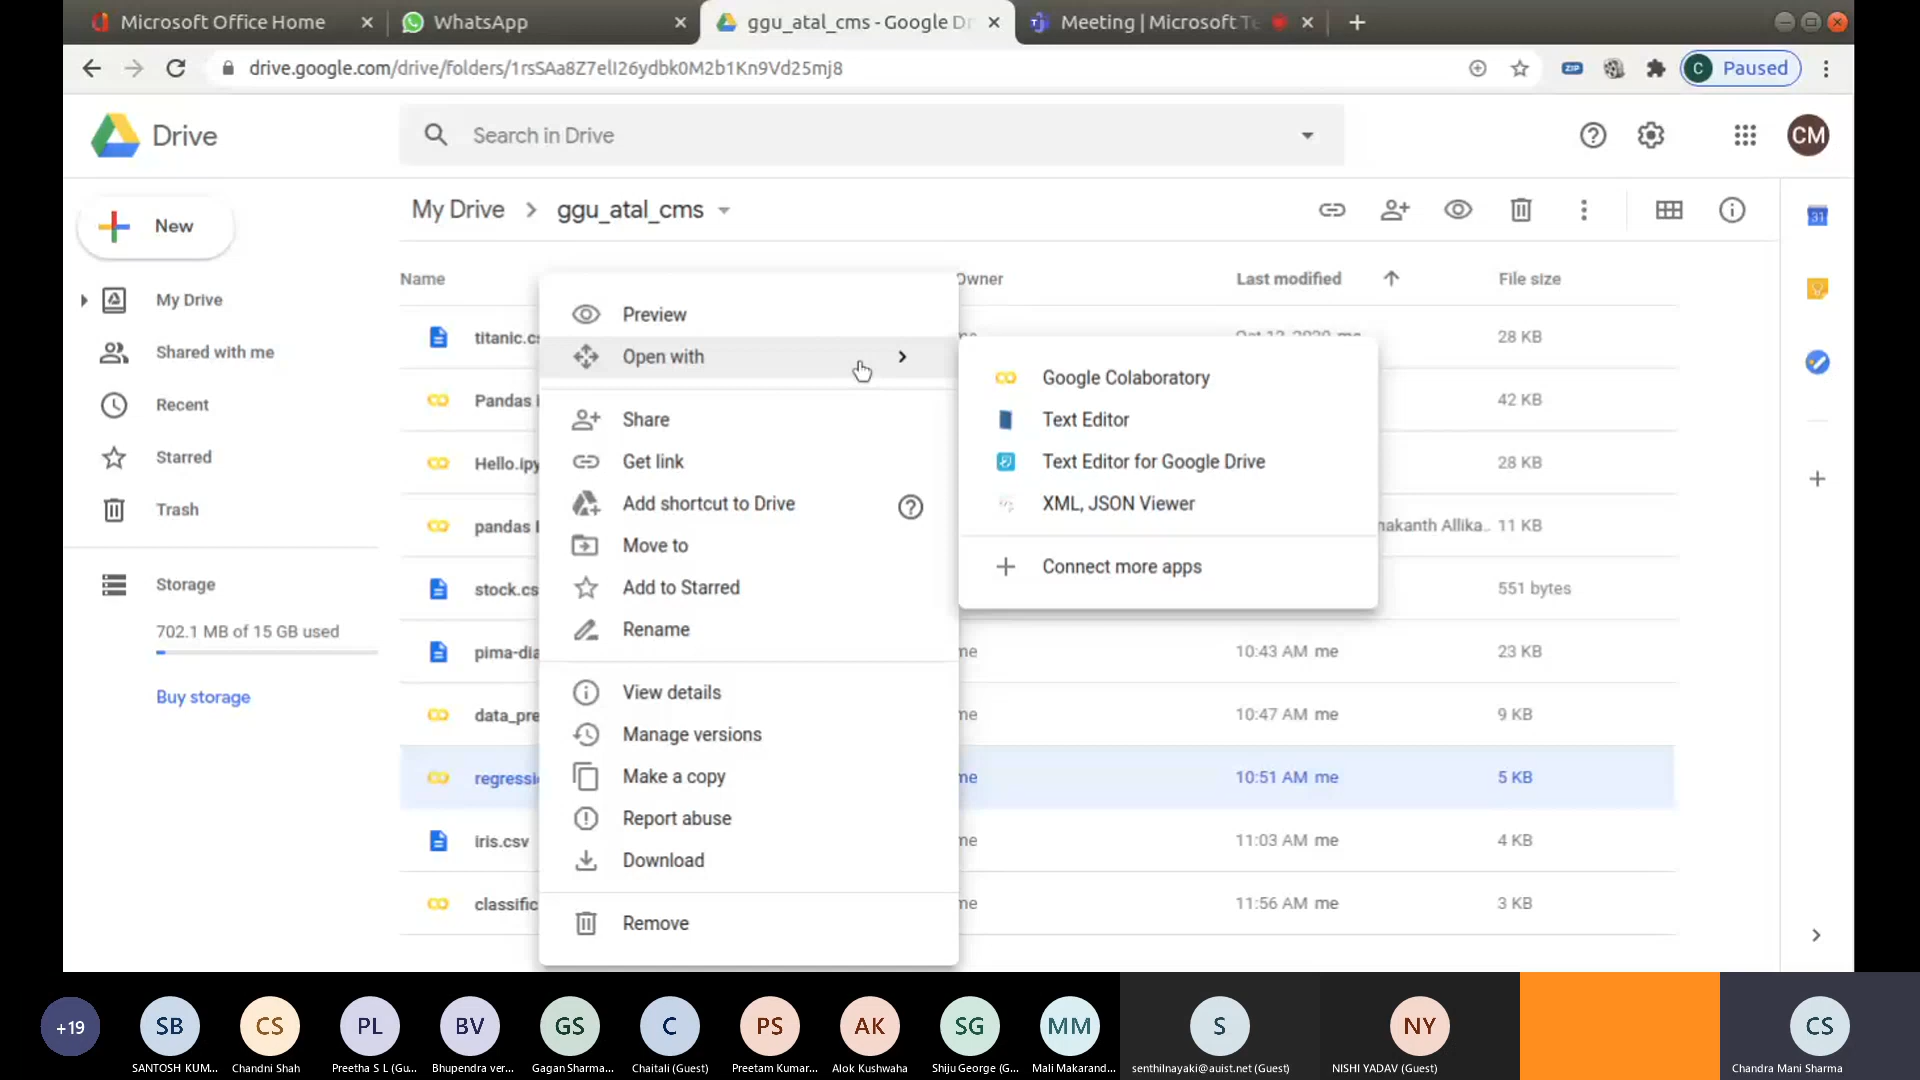 Microsoft Office Home
WhatsApp
ggu_atal_cms - Google Dr
Meeting | Microsoft Te
drive.google.com/drive/folders/1rsSAa8Z7elI26ydbk0M2b1Kn9Vd25mj8
ZIP
C Paused
Drive
Search in Drive
CM
New
My Drive
Shared with me
Recent
Starred
Trash
Storage
702.1 MB of 15 GB used
Buy storage
My Drive > ggu_atal_cms
Name Owner Last modified File size
titanic.cs 28 KB
Pandas 42 KB
Hello.ipy 28 KB
pandas nakanth Allika... 11 KB
stock.cs 551 bytes
pima-dia me 10:43 AM me 23 KB
data_pre me 10:47 AM me 9 KB
regressi me 10:51 AM me 5 KB
iris.csv me 11:03 AM me 4 KB
classific me 11:56 AM me 3 KB
Preview
Open with
Share
Get link
Add shortcut to Drive
Move to
Add to Starred
Rename
View details
Manage versions
Make a copy
Report abuse
Download
Remove
Google Colaboratory
Text Editor
Text Editor for Google Drive
XML, JSON Viewer
Connect more apps
31
+19 SB CS PL BV GS C PS AK SG MM S NY CS
SANTOSH KUM... Chandni Shah Preetha S L (Gu... Bhupendra ver... Gagan Sharma... Chaitali (Guest) Preetam Kumar... Alok Kushwaha Shiju George (G... Mali Makarand... senthilnayaki@auist.net (Guest) NISHI YADAV (Guest) Chandra Mani Sharma